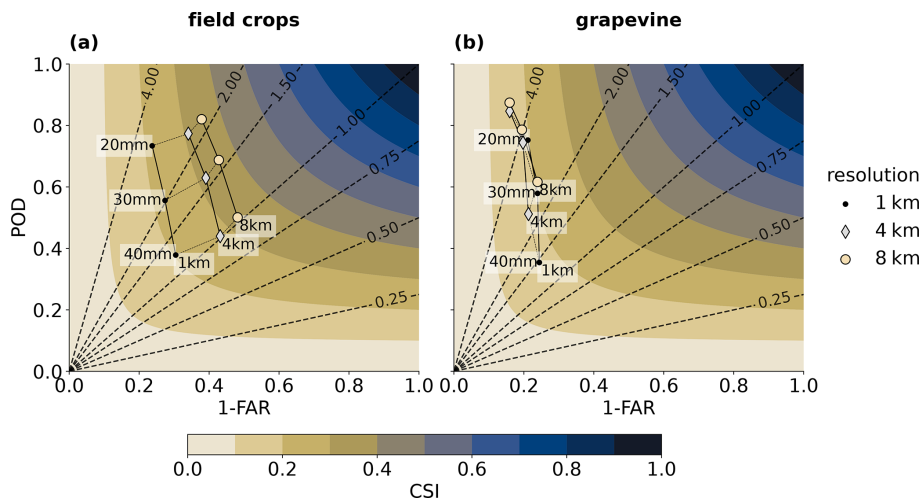 field crops
grapevine
(a)
(b)
1.0
0.8
0.6
0.4
0.2
0.0
POD
0.0
0.2
0.4
0.6
0.8
1.0
1-FAR
4.00
2.00
1.50
1.00
0.75
0.50
0.25
20mm
30mm
40mm
1km
4km
8km
0.0
0.2
0.4
0.6
0.8
1.0
1-FAR
4.00
2.00
1.50
1.00
0.75
0.50
0.25
20mm
30mm
8km
4km
40mm
1km
resolution
1 km
4 km
8 km
0.0
0.2
0.4
0.6
0.8
1.0
CSI